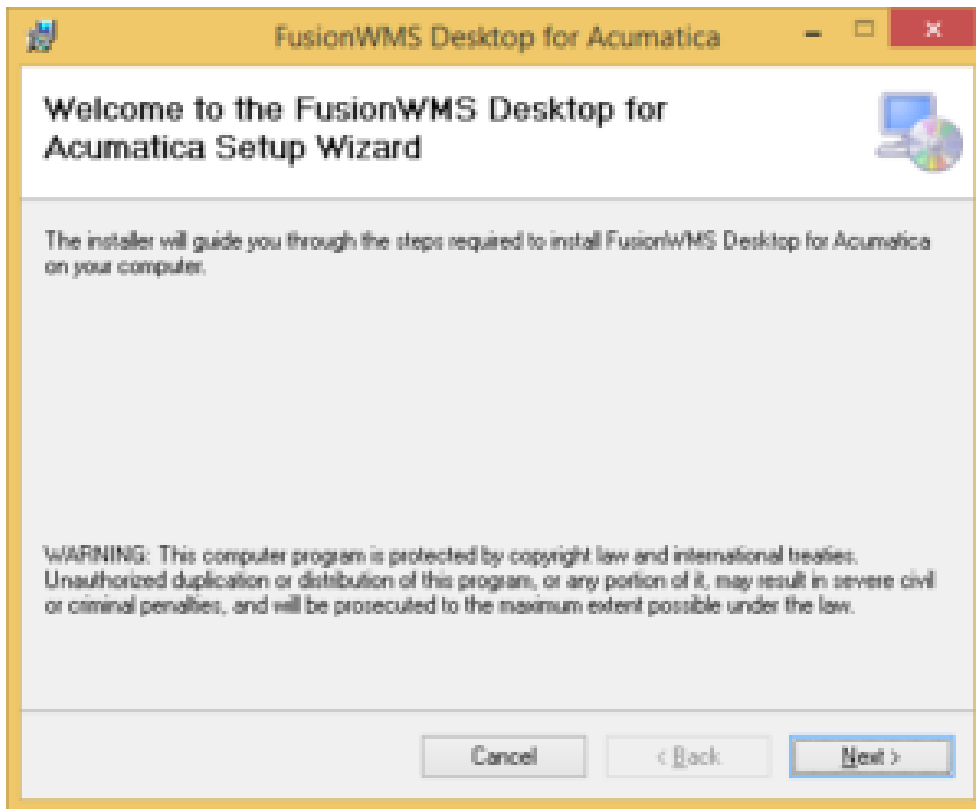 FusionWMS Desktop for Acumatica
Welcome to the FusionWMS Desktop for
Acumatica Setup Wizard
The installer will guide you through the steps required to install FusionWMS Desktop for Acumatica
on your computer.
WARNING: This computer program is protected by copyright law and international treaties.
Unauthorized duplication or distribution of this program, or any portion of it, may result in severe civil
or criminal penalties, and will be prosecuted to the maximum extent possible under the law.
Cancel
< Back
Next >